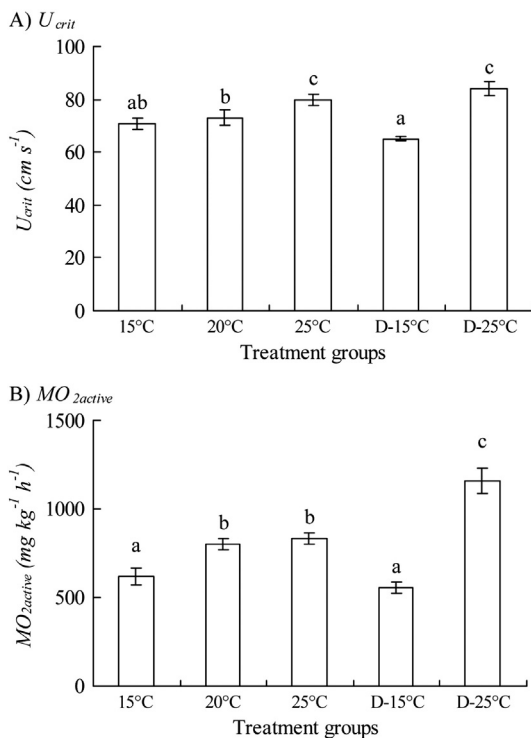 A) Ucrit
100
80
60
40
20
0
Ucrit (cm s-1)
ab
b
c
a
c
15°C 20°C 25°C D-15°C D-25°C
Treatment groups
B) MO2active
1500
1000
500
0
MO2active (mg kg-1 h-1)
a
b
b
a
c
15°C 20°C 25°C D-15°C D-25°C
Treatment groups